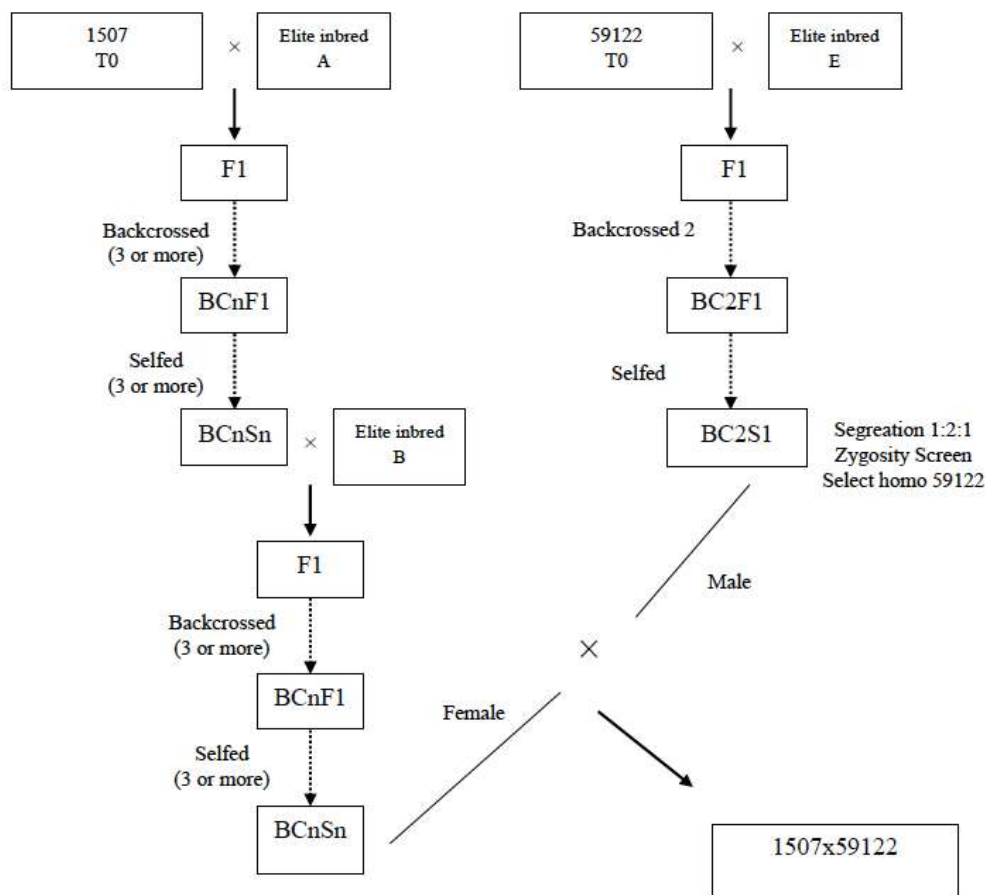 1507
T0
×
Elite inbred
A
59122
T0
×
Elite inbred
E
F1
F1
Backcrossed
(3 or more)
Backcrossed 2
BCnF1
BC2F1
Selfed
(3 or more)
Selfed
BCnSn
×
Elite inbred
B
BC2S1
Segreation 1:2:1
Zygosity Screen
Select homo 59122
F1
Male
Backcrossed
(3 or more)
×
BCnF1
Female
Selfed
(3 or more)
BCnSn
1507x59122